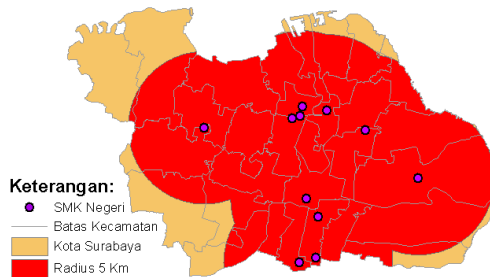 Keterangan:
SMK Negeri
Batas Kecamatan
Kota Surabaya
Radius 5 Km